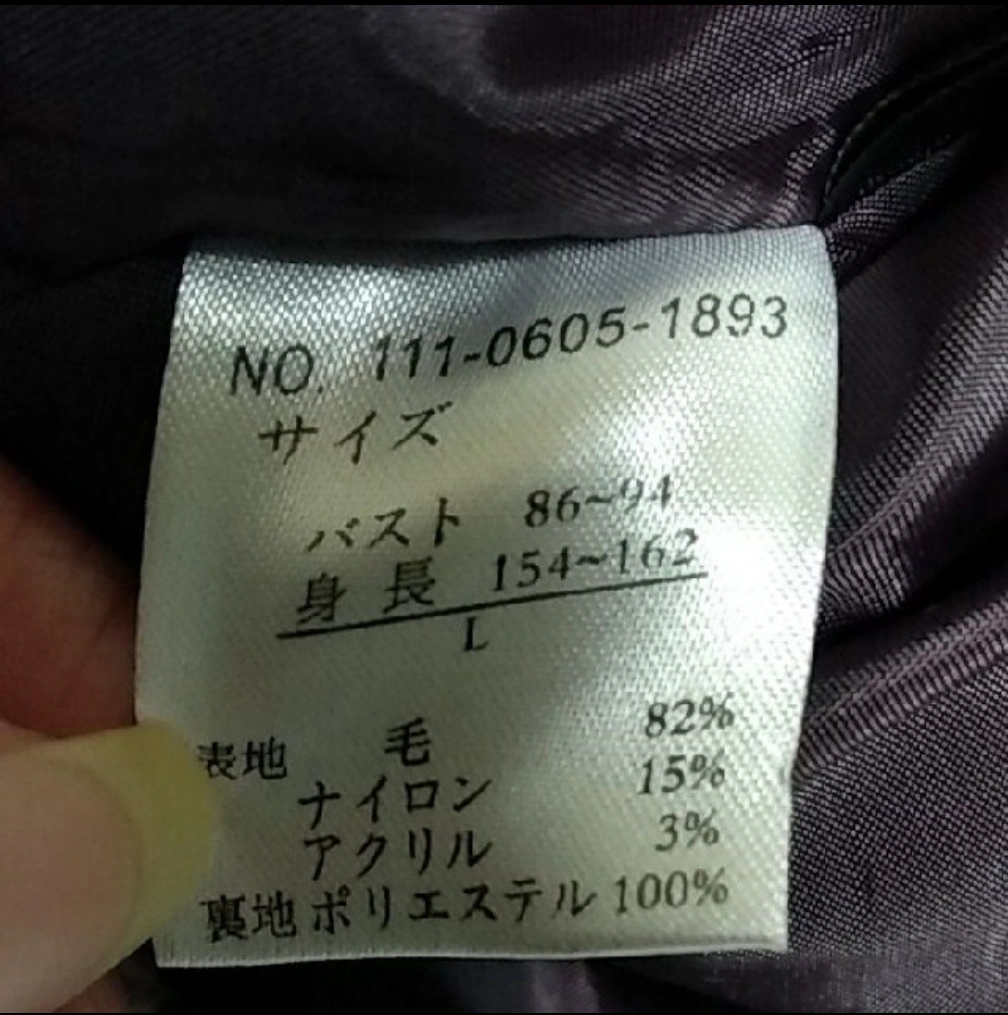 NO. 111-0605-1893
サイズ
バスト 86~94
身長 154~162
L
表地 毛 82%
ナイロン 15%
アクリル 3%
裏地 ポリエステル 100%